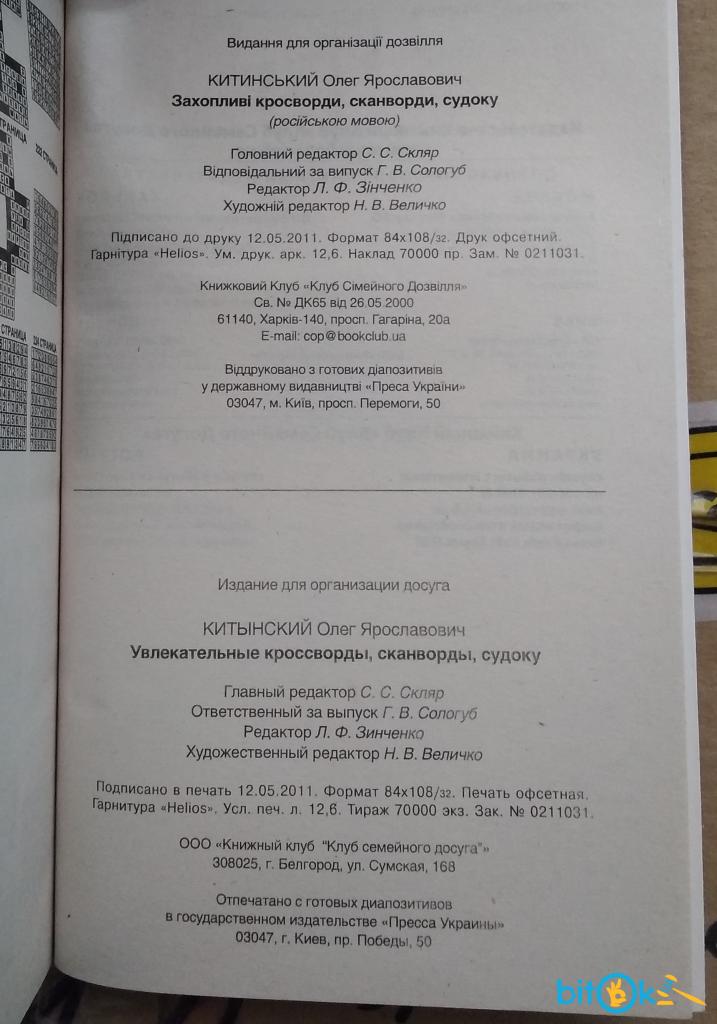 Видання для організації дозвілля
КИТИНСЬКИЙ Олег Ярославович
Захопливі кросворди, сканворди, судоку
(російською мовою)
Головний редактор С. С. Скляр
Відповідальний за випуск Г. В. Сологуб
Редактор Л. Ф. Зінченко
Художній редактор Н. В. Величко
Підписано до друку 12.05.2011. Формат 84x108/32. Друк офсетний.
Гарнітура «Helios». Ум. друк. арк. 12,6. Наклад 70000 пр. Зам. № 0211031.
Книжковий Клуб «Клуб Сімейного Дозвілля»
Св. № ДК65 від 26.05.2000
61140, Харків-140, просп. Гагаріна, 20а
E-mail: cop@bookclub.ua
Віддруковано з готових діапозитивів
у державному видавництві «Преса України»
03047, м. Київ, просп. Перемоги, 50
Издание для организации досуга
КИТЫНСКИЙ Олег Ярославович
Увлекательные кроссворды, сканворды, судоку
Главный редактор С. С. Скляр
Ответственный за выпуск Г. В. Сологуб
Редактор Л. Ф. Зинченко
Художественный редактор Н. В. Величко
Подписано в печать 12.05.2011. Формат 84x108/32. Печать офсетная.
Гарнитура «Helios». Усл. печ. л. 12,6. Тираж 70000 экз. Зак. № 0211031.
ООО «Книжный клуб "Клуб семейного досуга"»
308025, г. Белгород, ул. Сумская, 168
Отпечатано с готовых диапозитивов
в государственном издательстве «Пресса Украины»
03047, г. Киев, пр. Победы, 50
СТРАНИЦА
223 СТРАНИЦА
СТРАНИЦА
224 СТРАНИЦА
bitOk